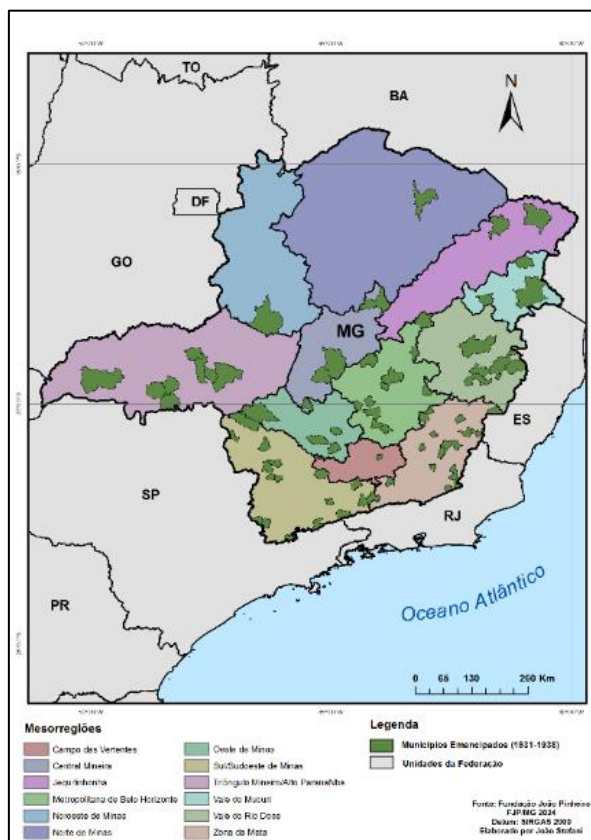 TO
BA
N
DF
GO
MG
ES
SP
RJ
PR
Oceano Atlântico
0 65 130 260 Km
Mesorregiões
Campo das Vertentes
Central Mineira
Jequitinhonha
Metropolitana de Belo Horizonte
Noroeste de Minas
Norte de Minas
Oeste de Minas
Sul/Sudoeste de Minas
Triângulo Mineiro/Alto Paranaíba
Vale do Mucuri
Vale do Rio Doce
Zona da Mata
Legenda
Municípios Emancipados (1931-1938)
Unidades da Federação
Fonte: Fundação João Pinheiro
FJP/MG 2024
Datum: SIRGAS 2000
Elaborado por João Stefani